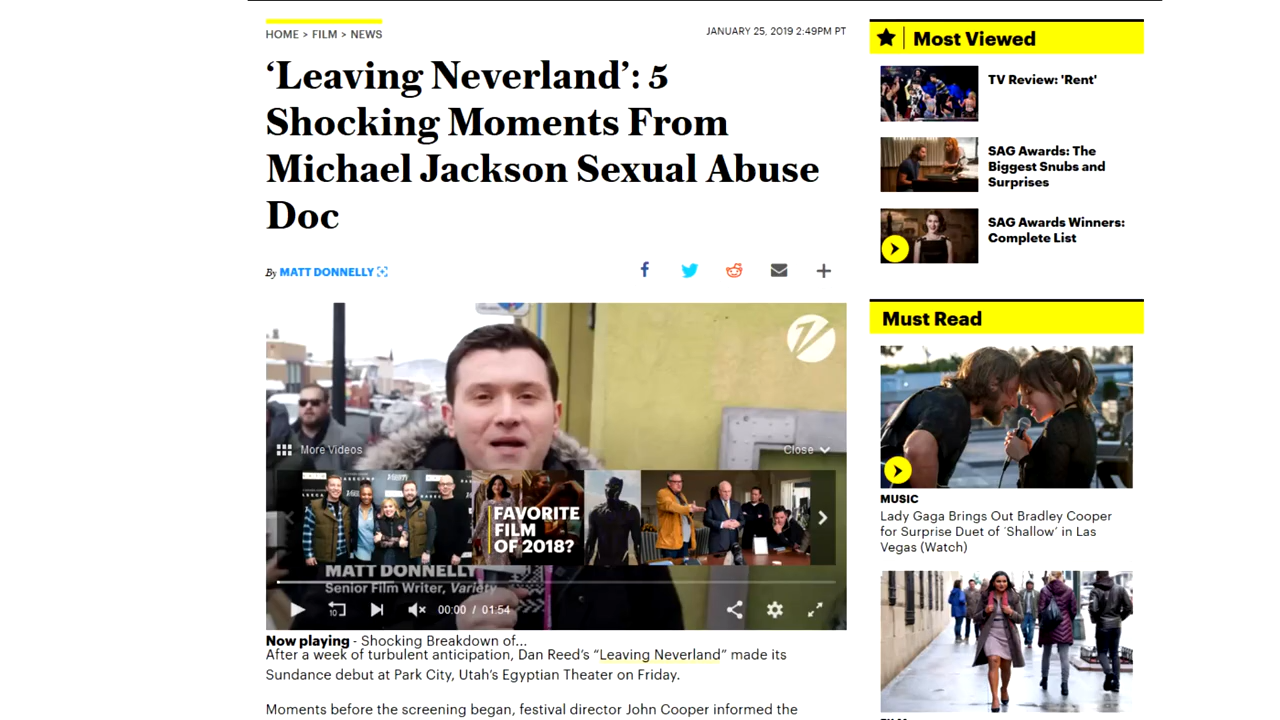 HOME > FILM > NEWS
JANUARY 25, 2019 2:49PM PT
‘Leaving Neverland’: 5
Shocking Moments From
Michael Jackson Sexual Abuse
Doc
By MATT DONNELLY
More Videos
Close
VARIETY
FAVORITE
FILM
OF 2018?
MATT DONNELLY
Senior Film Writer, Variety
10
00:00 / 01:54
Now playing - Shocking Breakdown of...
After a week of turbulent anticipation, Dan Reed’s “Leaving Neverland” made its
Sundance debut at Park City, Utah’s Egyptian Theater on Friday.
Moments before the screening began, festival director John Cooper informed the
Most Viewed
TV Review: 'Rent'
SAG Awards: The
Biggest Snubs and
Surprises
SAG Awards Winners:
Complete List
Must Read
MUSIC
Lady Gaga Brings Out Bradley Cooper
for Surprise Duet of ‘Shallow’ in Las
Vegas (Watch)